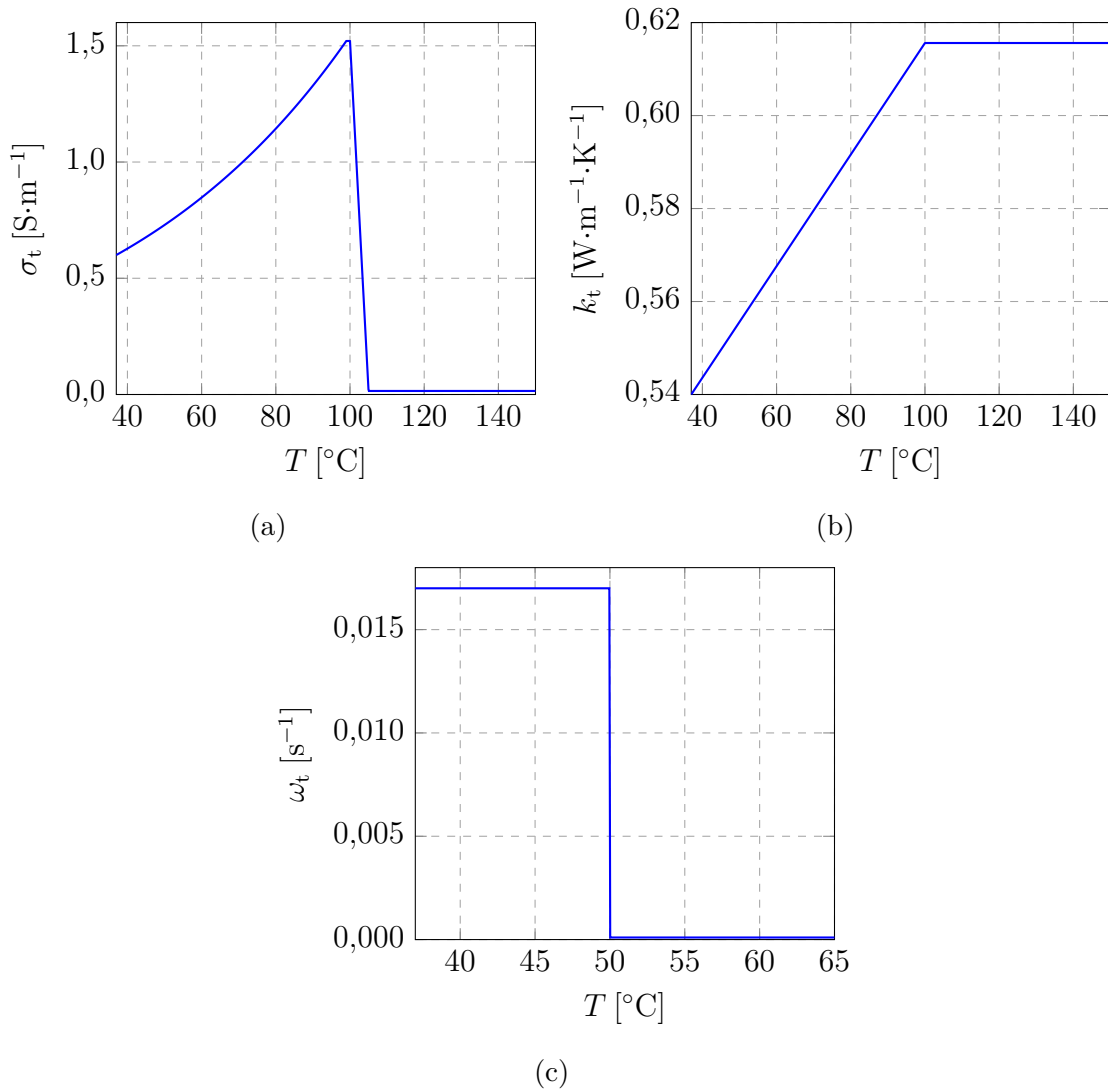 1,5
1,0
0,5
0,0
σt [S·m−1]
40 60 80 100 120 140
T [°C]
(a)
0,62
0,60
0,58
0,56
0,54
kt [W·m−1·K−1]
40 60 80 100 120 140
T [°C]
(b)
0,015
0,010
0,005
0,000
ωt [s−1]
40 45 50 55 60 65
T [°C]
(c)